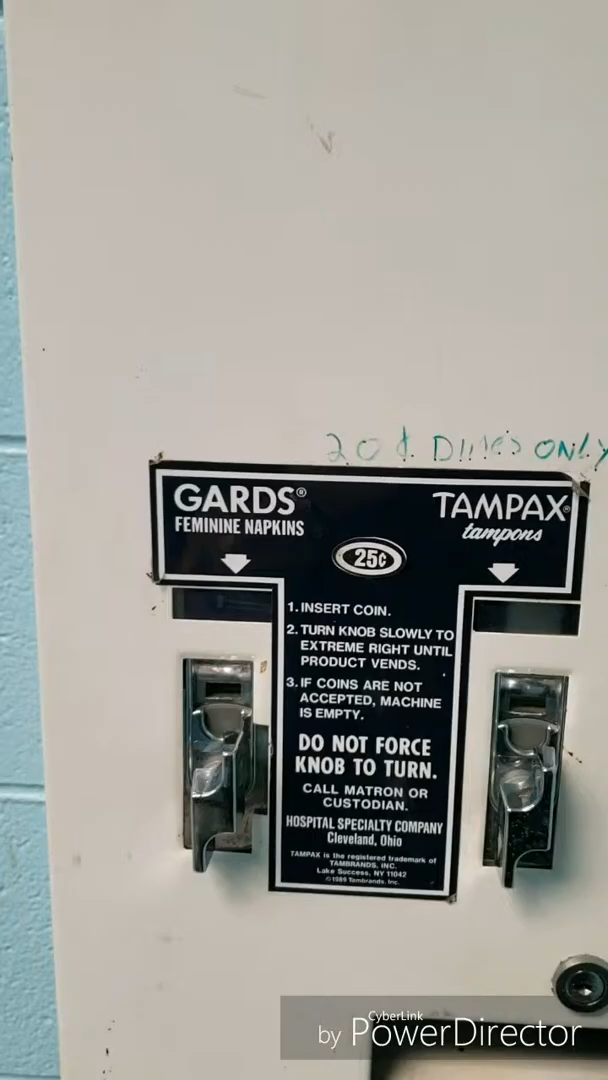 20¢ Dimes ONLY
GARDS®
FEMININE NAPKINS
TAMPAX®
tampons
25¢
1. INSERT COIN.
2. TURN KNOB SLOWLY TO
EXTREME RIGHT UNTIL
PRODUCT VENDS.
3. IF COINS ARE NOT
ACCEPTED, MACHINE
IS EMPTY.
DO NOT FORCE
KNOB TO TURN.
CALL MATRON OR
CUSTODIAN.
HOSPITAL SPECIALTY COMPANY
Cleveland, Ohio
TAMPAX is the registered trademark of
TAMBRANDS, INC.
Lake Success, NY 11042
©1989 Tambrands, Inc.
CyberLink
by PowerDirector